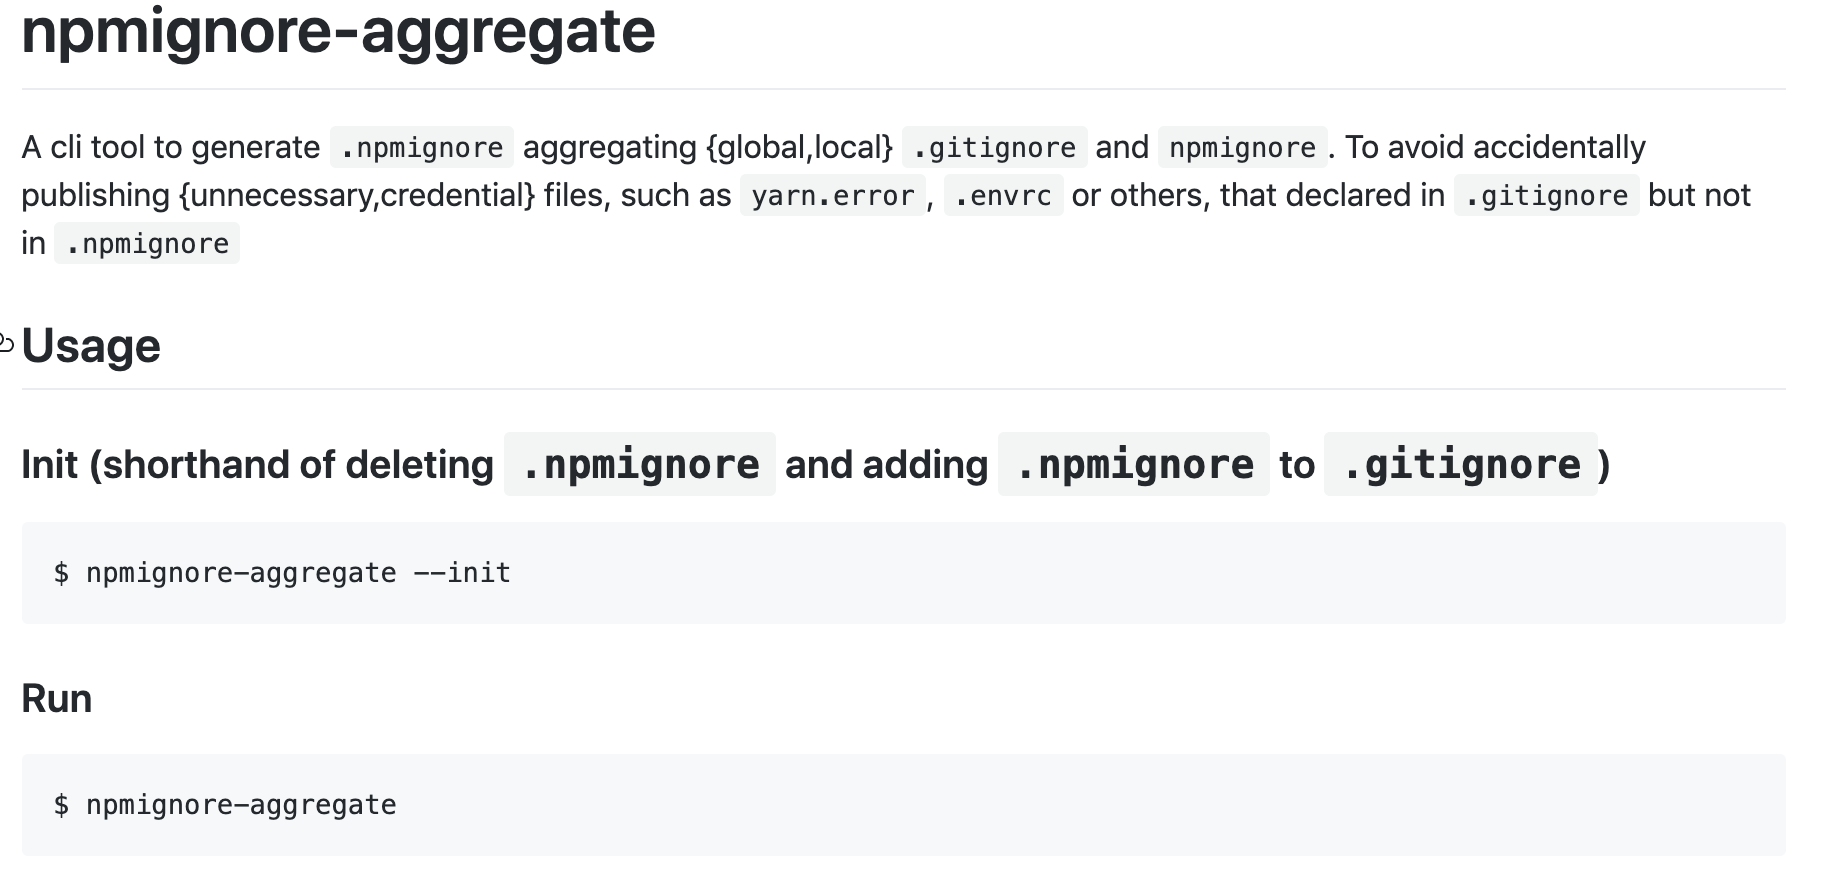 npmignore-aggregate
A cli tool to generate .npmignore aggregating {global,local} .gitignore and npmignore. To avoid accidentally
publishing {unnecessary,credential} files, such as yarn.error, .envrc or others, that declared in .gitignore but not
in .npmignore
Usage
Init (shorthand of deleting .npmignore and adding .npmignore to .gitignore)
$ npmignore-aggregate --init
Run
$ npmignore-aggregate